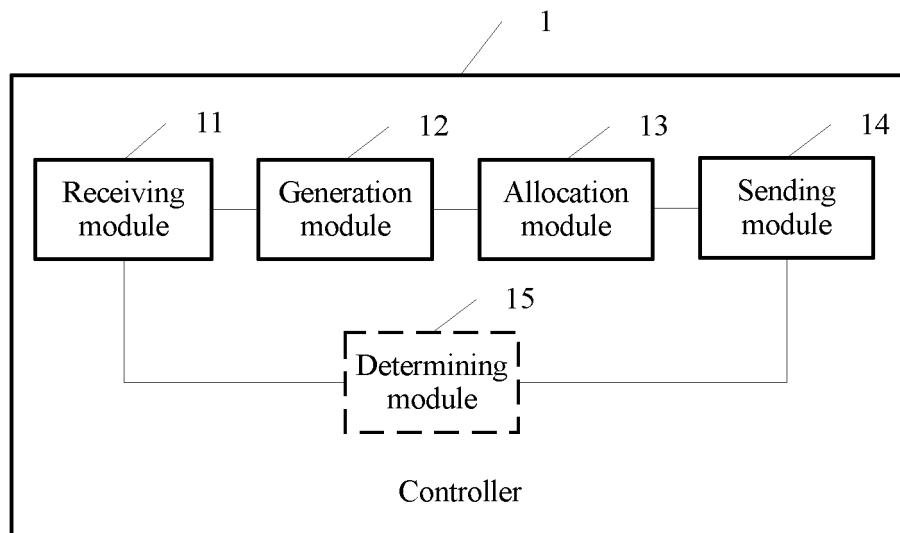 1
11
12
13
14
Receiving
module
Generation
module
Allocation
module
Sending
module
15
Determining
module
Controller